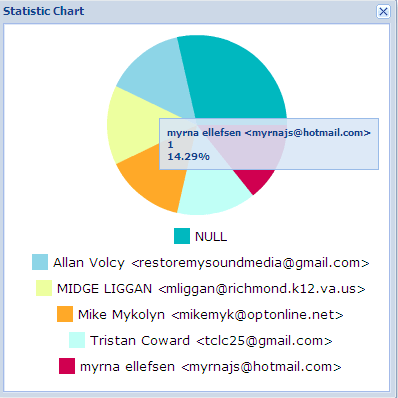 Statistic Chart
myrna ellefsen <myrnajs@hotmail.com>
1
14.29%
NULL
Allan Volcy <restoremysoundmedia@gmail.com>
MIDGE LIGGAN <mliggan@richmond.k12.va.us>
Mike Mykolyn <mikemyk@optonline.net>
Tristan Coward <tclc25@gmail.com>
myrna ellefsen <myrnajs@hotmail.com>